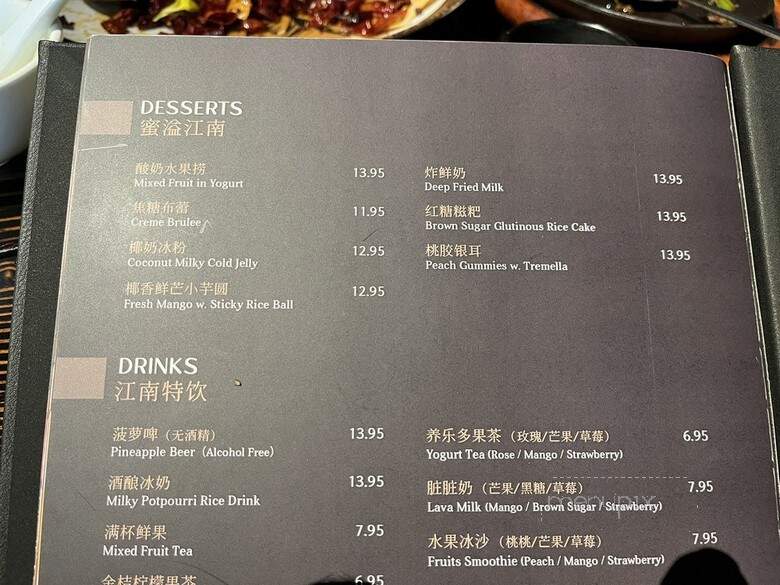 DESSERTS
蜜溢江南
酸奶水果捞
Mixed Fruit in Yogurt 13.95
焦糖布蕾
Creme Brulee 11.95
椰奶冰粉
Coconut Milky Cold Jelly 12.95
椰香鲜芒小芋圆
Fresh Mango w. Sticky Rice Ball 12.95
炸鲜奶
Deep Fried Milk 13.95
红糖糍粑
Brown Sugar Glutinous Rice Cake 13.95
桃胶银耳
Peach Gummies w. Tremella 13.95
DRINKS
江南特饮
菠萝啤（无酒精） 13.95
Pineapple Beer（Alcohol Free）
酒酿冰奶 13.95
Milky Potpourri Rice Drink
满杯鲜果 7.95
Mixed Fruit Tea
金桔柠檬果茶 6.95
养乐多果茶（玫瑰/芒果/草莓） 6.95
Yogurt Tea (Rose / Mango / Strawberry)
脏脏奶（芒果/黑糖/草莓） 7.95
Lava Milk (Mango / Brown Sugar / Strawberry)
水果冰沙（桃桃/芒果/草莓） 7.95
Fruits Smoothie (Peach / Mango / Strawberry)
menupix